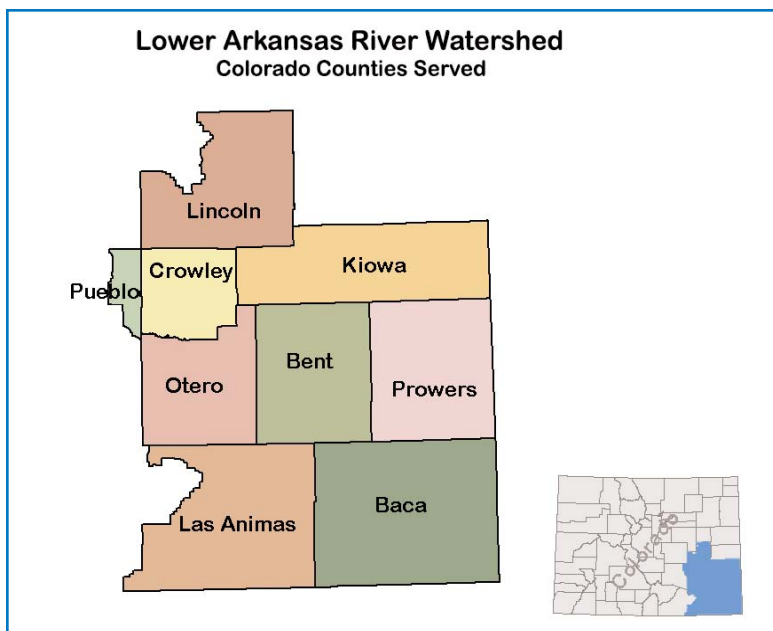 Lower Arkansas River Watershed
Colorado Counties Served
Lincoln
Crowley
Kiowa
Pueblo
Bent
Otero
Prowers
Baca
Las Animas
Colorado